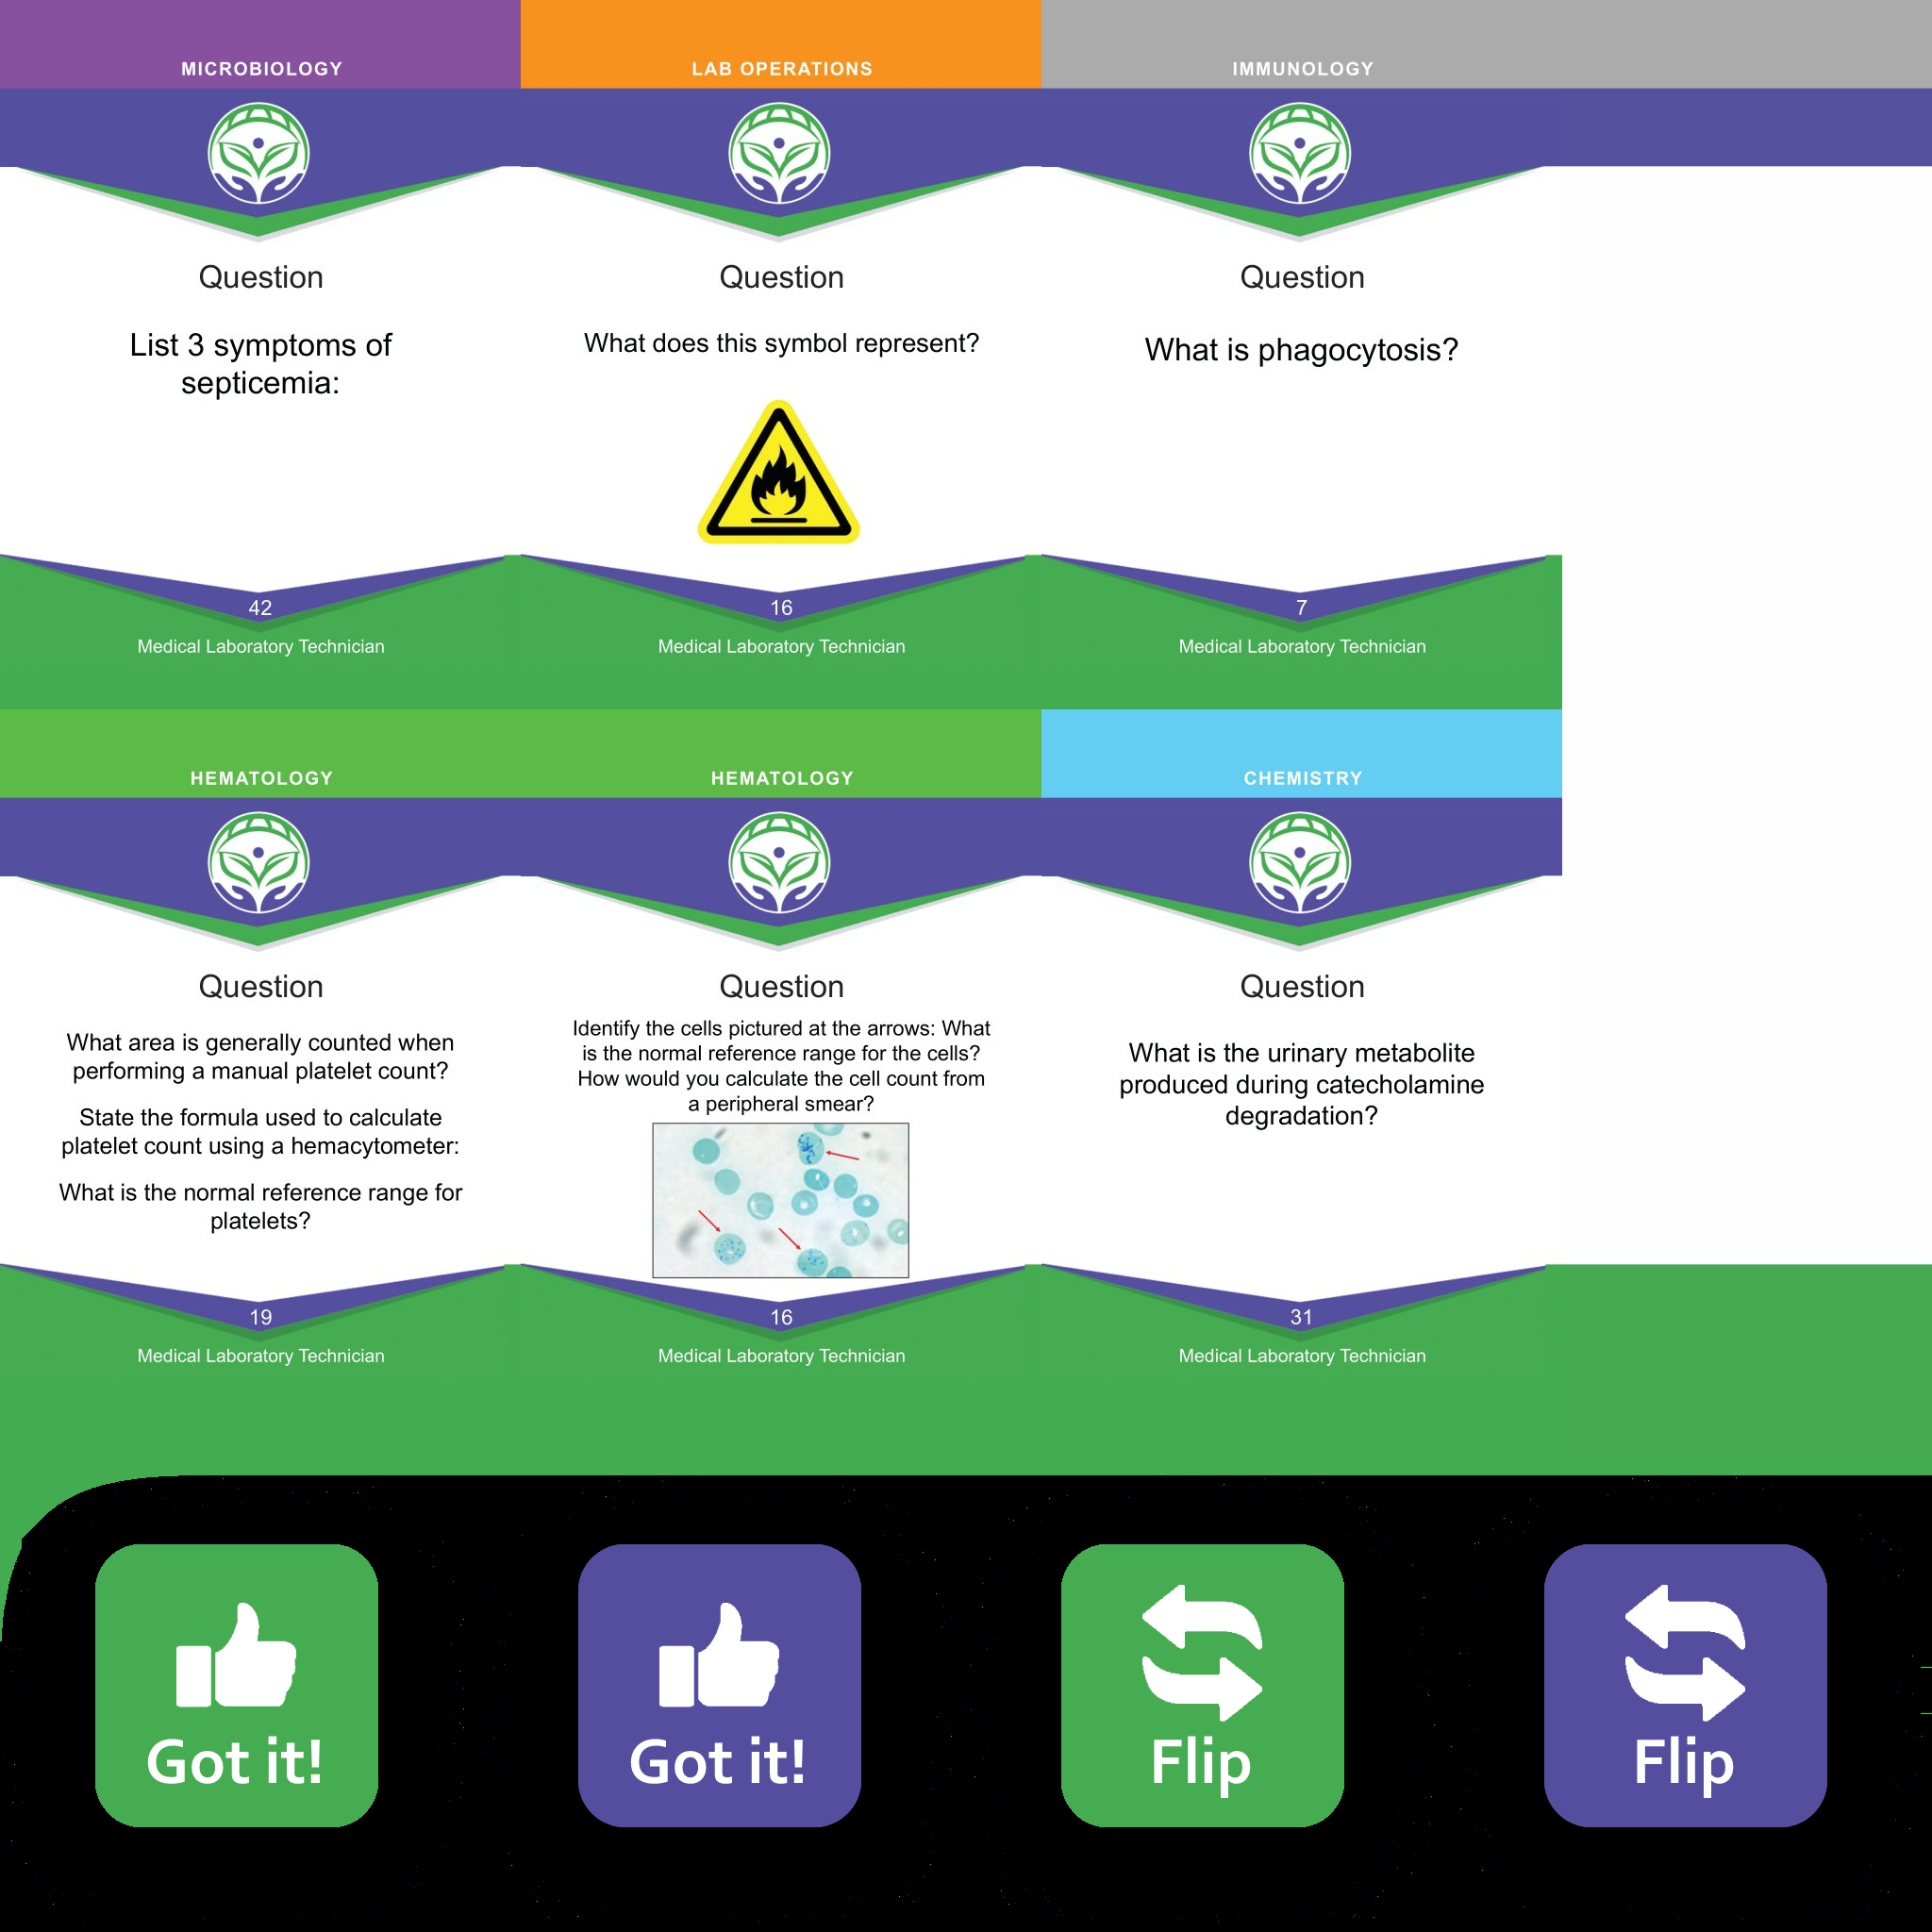 MICROBIOLOGY
Question
List 3 symptoms of
septicemia:
42
Medical Laboratory Technician
LAB OPERATIONS
Question
What does this symbol represent?
16
Medical Laboratory Technician
IMMUNOLOGY
Question
What is phagocytosis?
7
Medical Laboratory Technician
HEMATOLOGY
Question
What area is generally counted when
performing a manual platelet count?
State the formula used to calculate
platelet count using a hemacytometer:
What is the normal reference range for
platelets?
19
Medical Laboratory Technician
HEMATOLOGY
Question
Identify the cells pictured at the arrows: What
is the normal reference range for the cells?
How would you calculate the cell count from
a peripheral smear?
16
Medical Laboratory Technician
CHEMISTRY
Question
What is the urinary metabolite
produced during catecholamine
degradation?
31
Medical Laboratory Technician
Got it!
Got it!
Flip
Flip